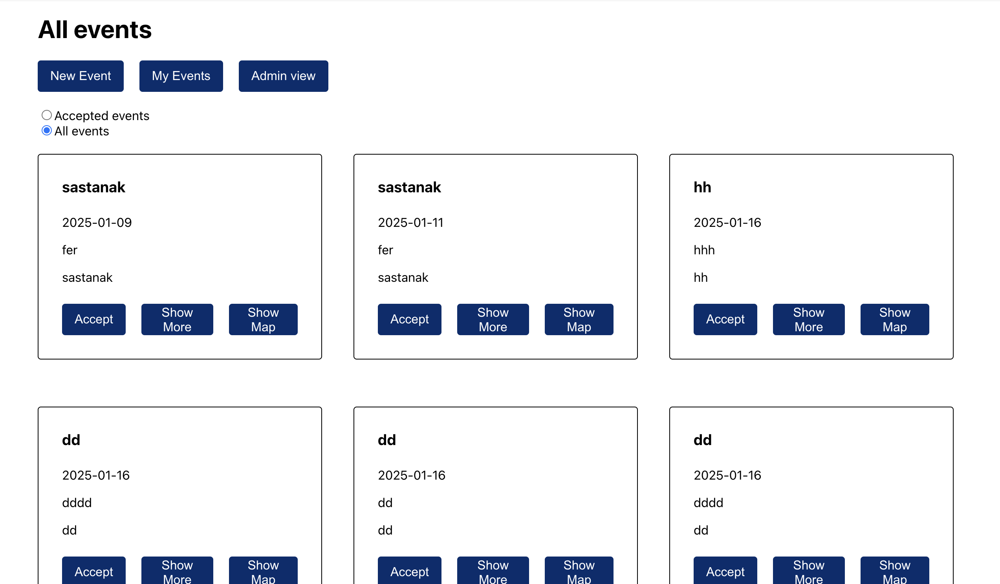 All events
New Event My Events Admin view
Accepted events
All events
sastanak
2025-01-09
fer
sastanak
Accept Show More Show Map
sastanak
2025-01-11
fer
sastanak
Accept Show More Show Map
hh
2025-01-16
hhh
hh
Accept Show More Show Map
dd
2025-01-16
dddd
dd
Accept Show More Show Map
dd
2025-01-16
dd
dd
Accept Show More Show Map
dd
2025-01-16
dddd
dd
Accept Show More Show Map